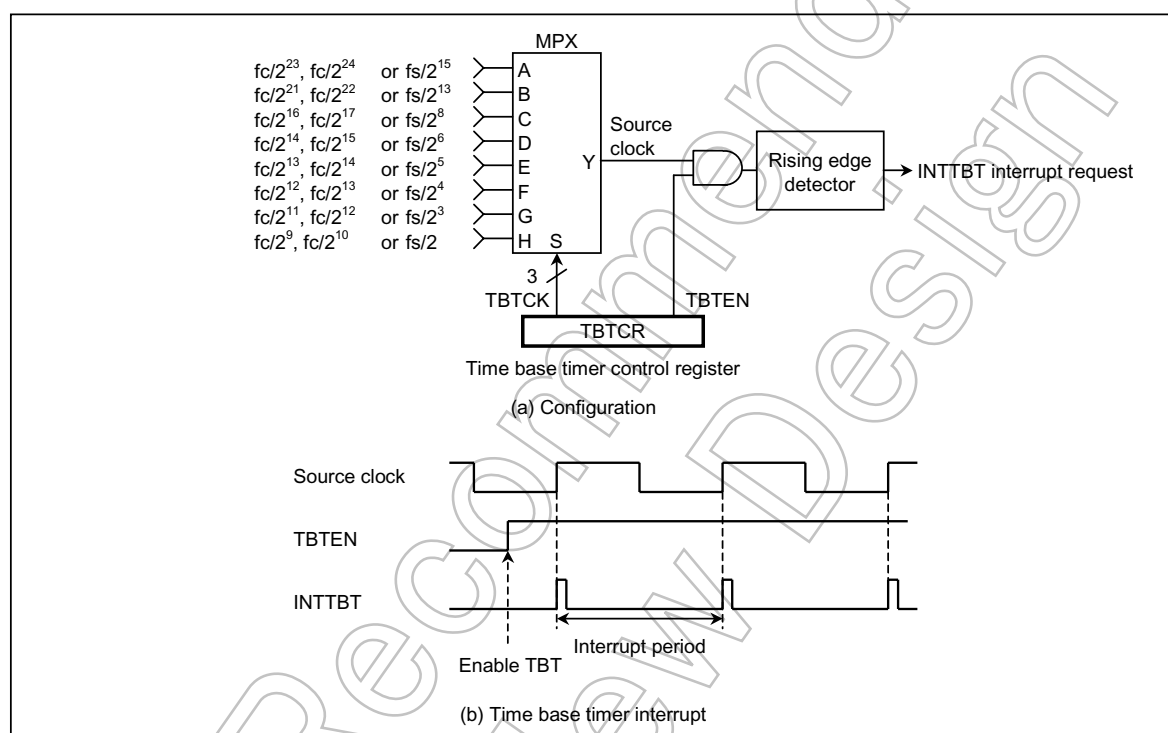 MPX
fc/2^23, fc/2^24 or fs/2^15 A
fc/2^21, fc/2^22 or fs/2^13 B
fc/2^16, fc/2^17 or fs/2^8 C
fc/2^14, fc/2^15 or fs/2^6 D
fc/2^13, fc/2^14 or fs/2^5 E
fc/2^12, fc/2^13 or fs/2^4 F
fc/2^11, fc/2^12 or fs/2^3 G
fc/2^9, fc/2^10 or fs/2 H S
Y
Source
clock
Rising edge
detector
INTTBT interrupt request
3
TBTCK
TBTEN
TBTCR
Time base timer control register
(a) Configuration
Source clock
TBTEN
INTTBT
Interrupt period
Enable TBT
(b) Time base timer interrupt